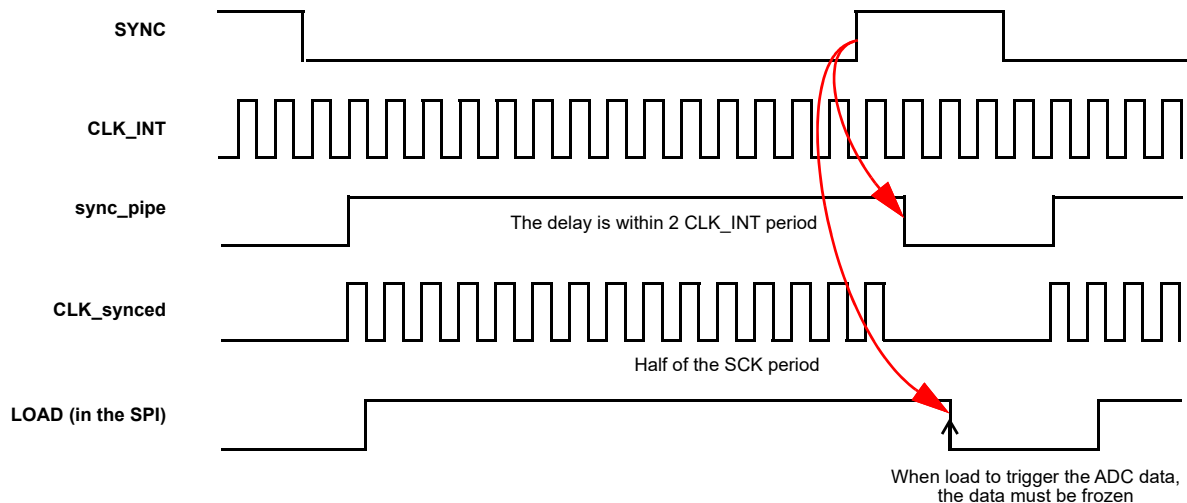 SYNC
CLK_INT
sync_pipe
The delay is within 2 CLK_INT period
CLK_synced
Half of the SCK period
LOAD (in the SPI)
When load to trigger the ADC data,
the data must be frozen